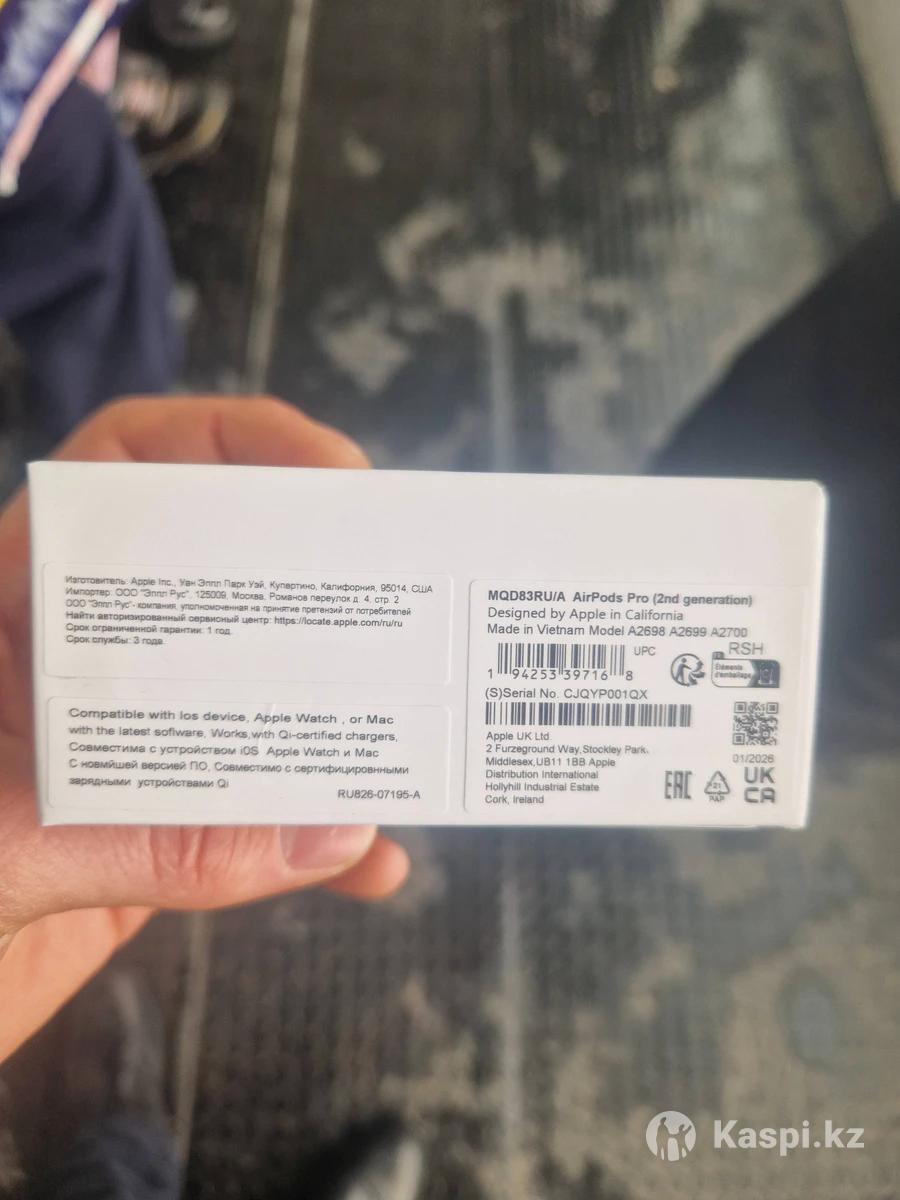 Изготовитель: Apple Inc., Уан Эппл Парк Уэй, Купертино, Калифорния, 95014, США
Импортер: ООО "Эппл Рус". 125009, Москва, Романов переулок д. 4, стр. 2
ООО "Эппл Рус"- компания, уполномоченная на принятие претензий от потребителей
Найти авторизированный сервисный центр: https://locate.apple.com/ru/ru
Срок ограниченной гарантии: 1 год.
Срок службы: 3 года.
Compatible with Ios device, Apple Watch , or Mac
with the latest software, Works,with Qi-certified chargers,
Совместима с устройством iOS Apple Watch и Mac
С новмйшей версией ПО, Совместимо с сертифицированными
зарядными устройствами Qi
RU826-07195-A
MQD83RU/A AirPods Pro (2nd generation)
Designed by Apple in California
Made in Vietnam Model A2698 A2699 A2700
UPC
RSH
1 94253 39716 8
Éléments
d'emballage
(S)Serial No. CJQYP001QX
Apple UK Ltd.
2 Furzeground Way,Stockley Park,
Middlesex,UB11 1BB Apple
Distribution International
Hollyhill Industrial Estate
Cork, Ireland
01/2026
EAC
21
PAP
UK
CA
Kaspi.kz